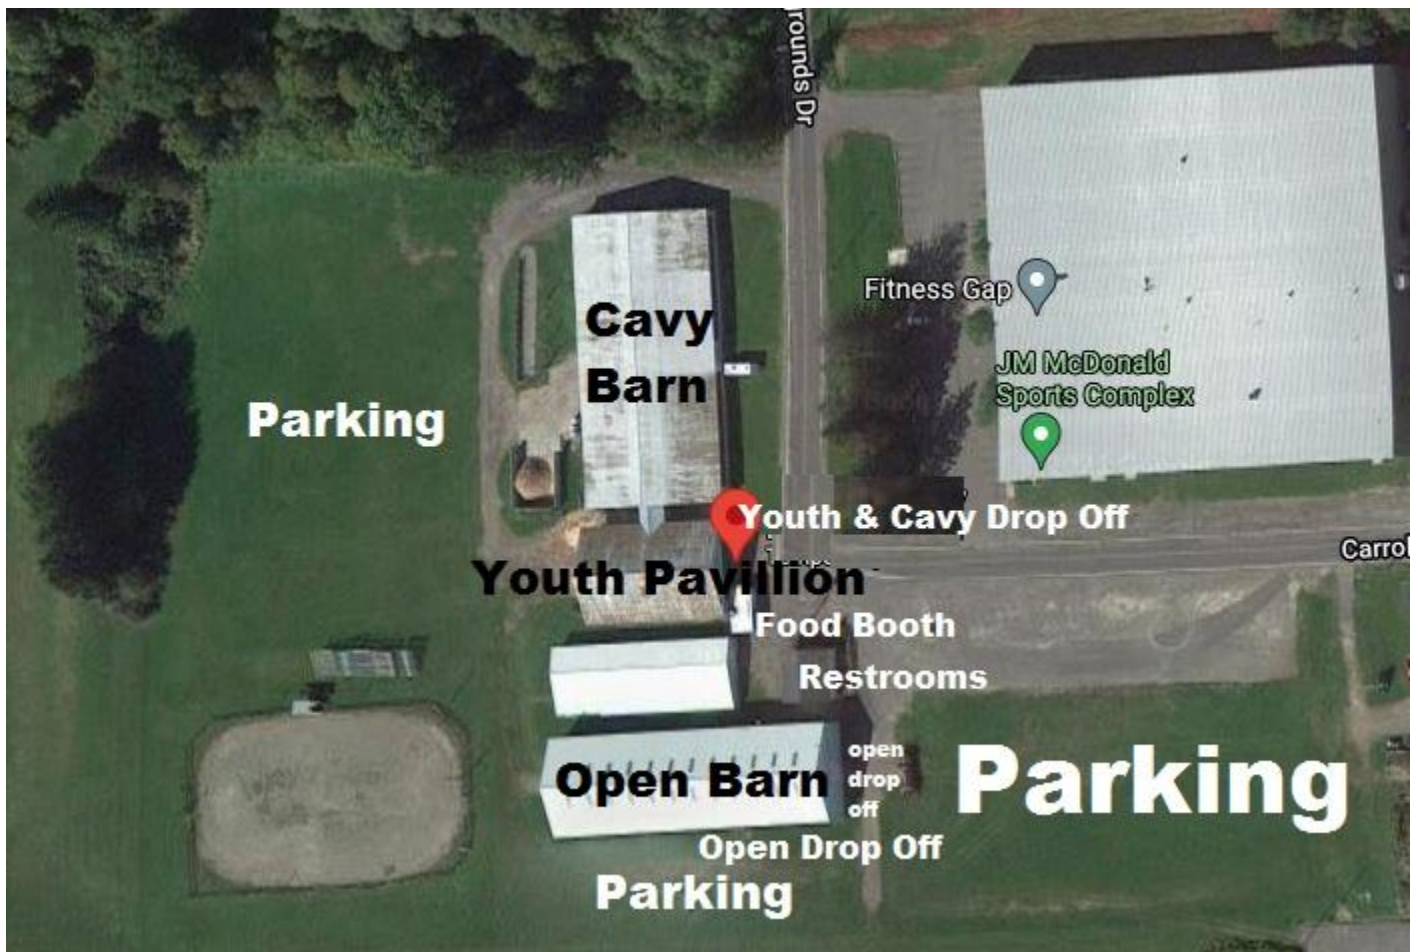 rounds Dr
Cavy
Barn
Fitness Gap
JM McDonald
Sports Complex
Parking
Youth & Cavy Drop Off
Carrol
Youth Pavillion
Food Booth
Restrooms
open
drop
off
Open Barn
Parking
Open Drop Off
Parking